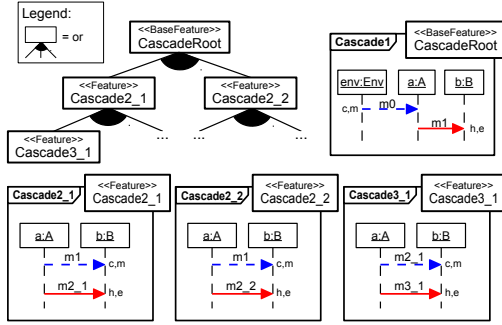 Legend:
= or
<<BaseFeature>>
CascadeRoot
<<Feature>>
Cascade2_1
<<Feature>>
Cascade2_2
<<Feature>>
Cascade3_1
...
...
...
Cascade1
<<BaseFeature>>
CascadeRoot
env:Env
a:A
b:B
c,m
m0
m1
h,e
Cascade2_1
<<Feature>>
Cascade2_1
a:A
b:B
m1
c,m
m2_1
h,e
Cascade2_2
<<Feature>>
Cascade2_2
a:A
b:B
m1
c,m
m2_2
h,e
Cascade3_1
<<Feature>>
Cascade3_1
a:A
b:B
m2_1
c,m
m3_1
h,e